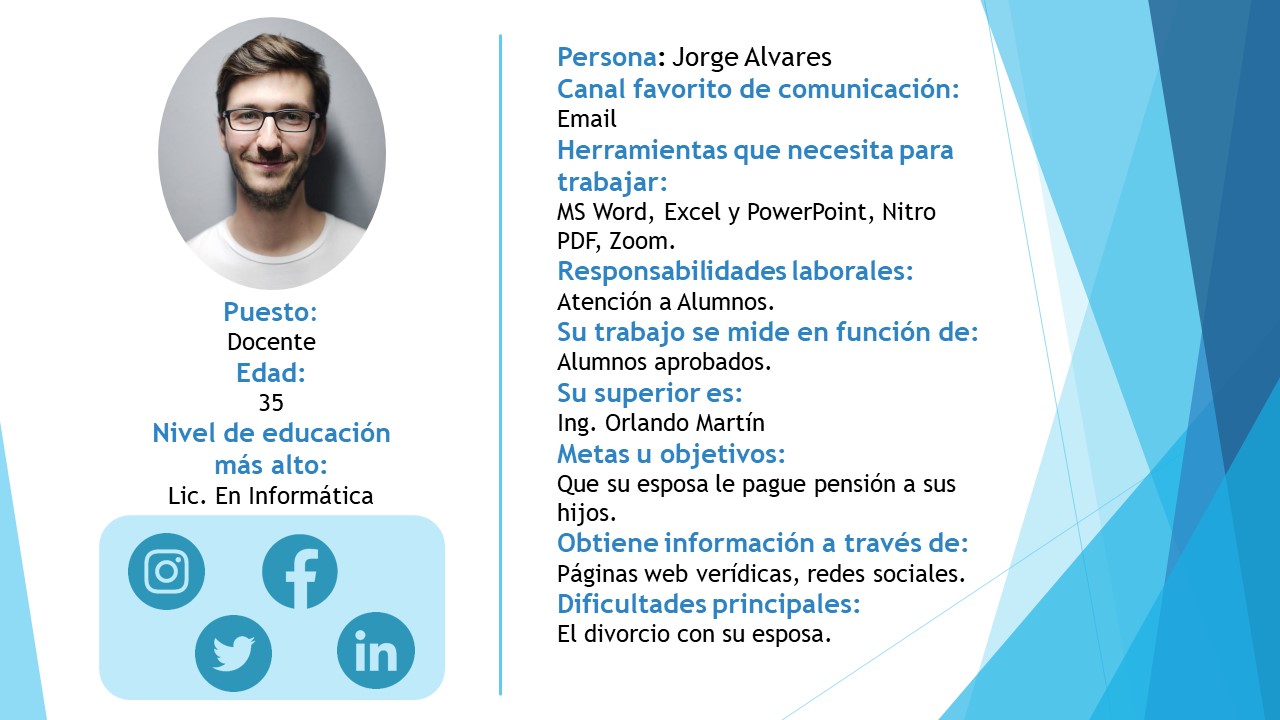 Puesto:
Docente
Edad:
35
Nivel de educación
más alto:
Lic. En Informática
Persona: Jorge Alvares
Canal favorito de comunicación:
Email
Herramientas que necesita para
trabajar:
MS Word, Excel y PowerPoint, Nitro
PDF, Zoom.
Responsabilidades laborales:
Atención a Alumnos.
Su trabajo se mide en función de:
Alumnos aprobados.
Su superior es:
Ing. Orlando Martín
Metas u objetivos:
Que su esposa le pague pensión a sus
hijos.
Obtiene información a través de:
Páginas web verídicas, redes sociales.
Dificultades principales:
El divorcio con su esposa.